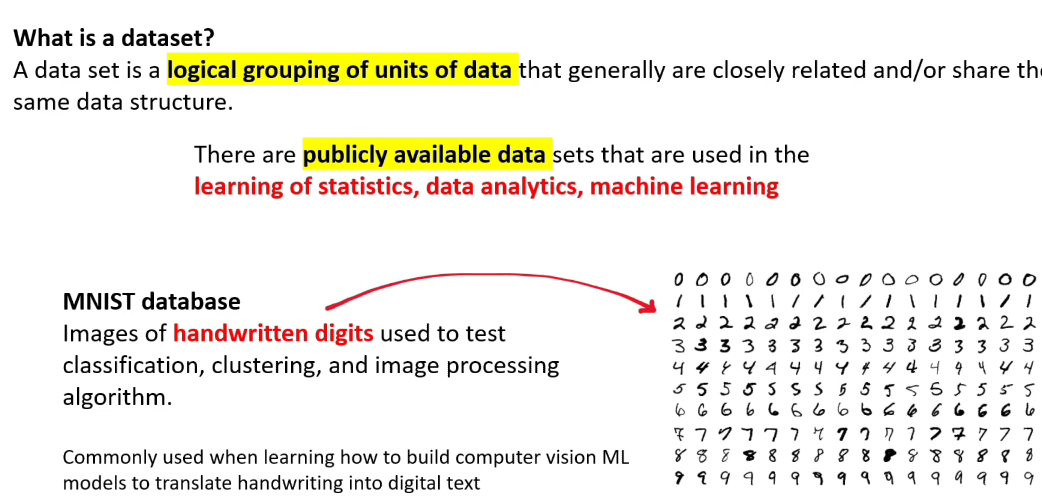 What is a dataset?
A data set is a logical grouping of units of data that generally are closely related and/or share the
same data structure.
There are publicly available data sets that are used in the
learning of statistics, data analytics, machine learning
MNIST database
Images of handwritten digits used to test
classification, clustering, and image processing
algorithm.
Commonly used when learning how to build computer vision ML
models to translate handwriting into digital text
0 0 0 0 0 0 0 0 0 0 0 0 0 0 0 0
1 1 1 1 1 1 1 1 1 1 1 1 1 1 1 1
2 2 2 2 2 2 2 2 2 2 2 2 2 2 2 2
3 3 3 3 3 3 3 3 3 3 3 3 3 3 3 3
4 4 4 4 4 4 4 4 4 4 4 4 4 4 4 4
5 5 5 5 5 5 5 5 5 5 5 5 5 5 5 5
6 6 6 6 6 6 6 6 6 6 6 6 6 6 6 6
7 7 7 7 7 7 7 7 7 7 7 7 7 7 7 7
8 8 8 8 8 8 8 8 8 8 8 8 8 8 8 8
9 9 9 9 9 9 9 9 9 9 9 9 9 9 9 9